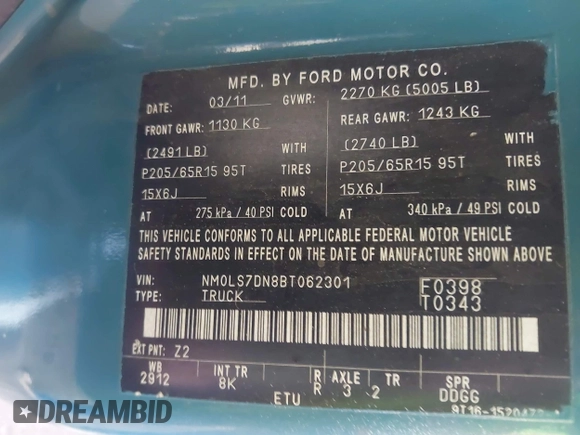 MFD. BY FORD MOTOR CO.
DATE: 03/11 GVWR: 2270 KG (5005 LB)
FRONT GAWR: 1130 KG REAR GAWR: 1243 KG
(2491 LB) WITH (2740 LB) WITH
P205/65R15 95T TIRES P205/65R15 95T TIRES
15X6J RIMS 15X6J RIMS
AT 275 kPa / 40 PSI COLD AT 340 kPa / 49 PSI COLD
THIS VEHICLE CONFORMS TO ALL APPLICABLE FEDERAL MOTOR VEHICLE
SAFETY STANDARDS IN EFFECT ON THE DATE OF MANUFACTURE SHOWN ABOVE
VIN: NM0LS7DN8BT062301 F0398
TYPE: TRUCK T0343
EXT PNT: Z2
WB INT TR R AXLE TR SPR
2912 8K R 3 2 DDGG
ETU
DREAMBID